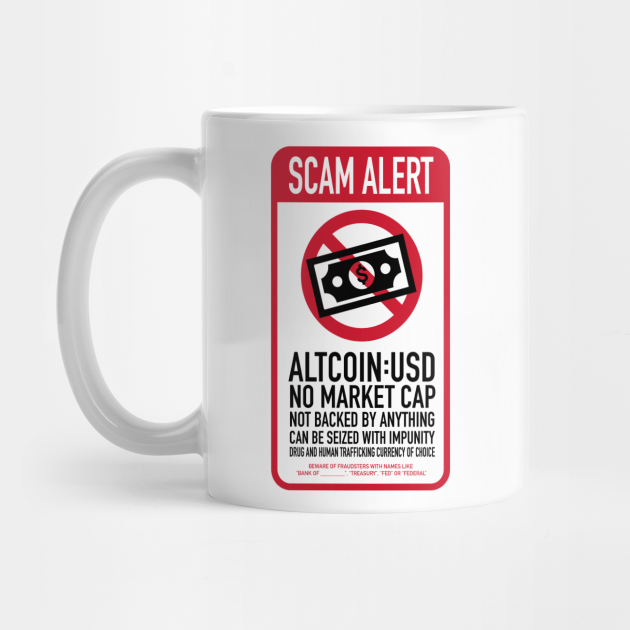 SCAM ALERT
$
ALTCOIN:USD
NO MARKET CAP
NOT BACKED BY ANYTHING
CAN BE SEIZED WITH IMPUNITY
DRUG AND HUMAN TRAFFICKING CURRENCY OF CHOICE
BEWARE OF FRAUDSTERS WITH NAMES LIKE
"BANK OF ________", "TREASURY", "FED" OR "FEDERAL"